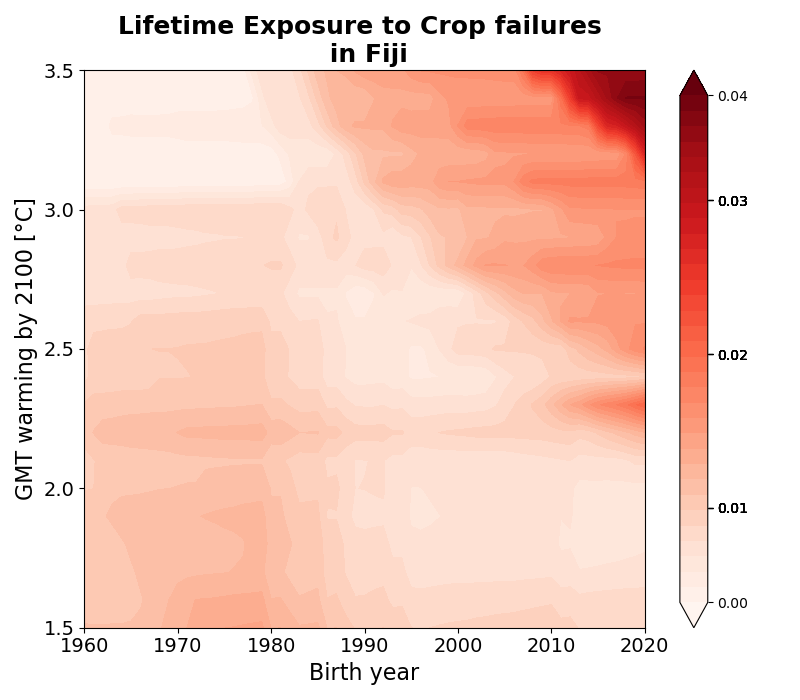 Lifetime Exposure to Crop failures
in Fiji
GMT warming by 2100 [°C]
3.5
3.0
2.5
2.0
1.5
1960 1970 1980 1990 2000 2010 2020
Birth year
0.04
0.03
0.02
0.01
0.00